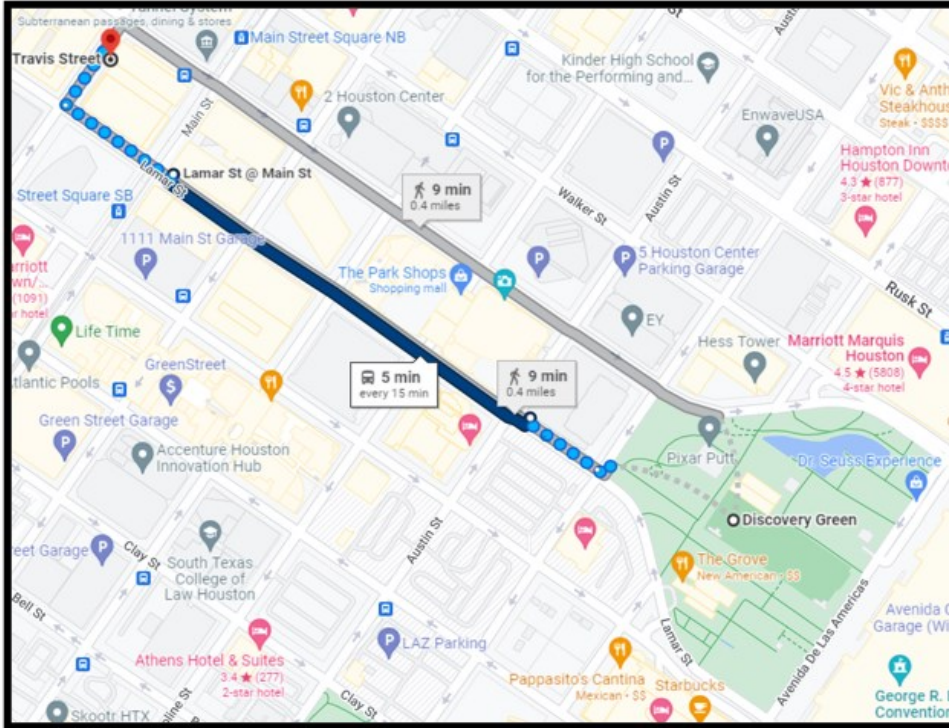 Tunnel System
Subterranean passages, dining & stores
Travis Street
Main Street Square NB
Kinder High School
for the Performing and...
Austin
Vic & Anth
Steakhous
Steak · $$$$
2 Houston Center
Main St
EnwaveUSA
Hampton Inn
Houston Downt
4.3 ★ (877)
3-star hotel
Lamar St @ Main St
Lamar St
9 min
0.4 miles
Austin St
Walker St
Street Square SB
1111 Main St Garage
5 Houston Center
Parking Garage
The Park Shops
Shopping mall
Rusk St
arriott
wn/...
(1091)
r hotel
Life Time
EY
Hess Tower
Marriott Marquis
Houston
4.5 ★ (5808)
4-star hotel
Atlantic Pools
GreenStreet
5 min
every 15 min
9 min
0.4 miles
Green Street Garage
Accenture Houston
Innovation Hub
Pixar Putt
Dr. Seuss Experience
Discovery Green
Austin St
eet Garage
Clay St
South Texas
College of
Law Houston
The Grove
New American · $$
Bell St
LAZ Parking
Lamar St
Avenida De Las Americas
Avenida C
Garage (Wi
Athens Hotel & Suites
3.4 ★ (277)
2-star hotel
Pappasito's Cantina
Mexican · $$
Starbucks
Skootr HTX
Clay St
George R.
Convention